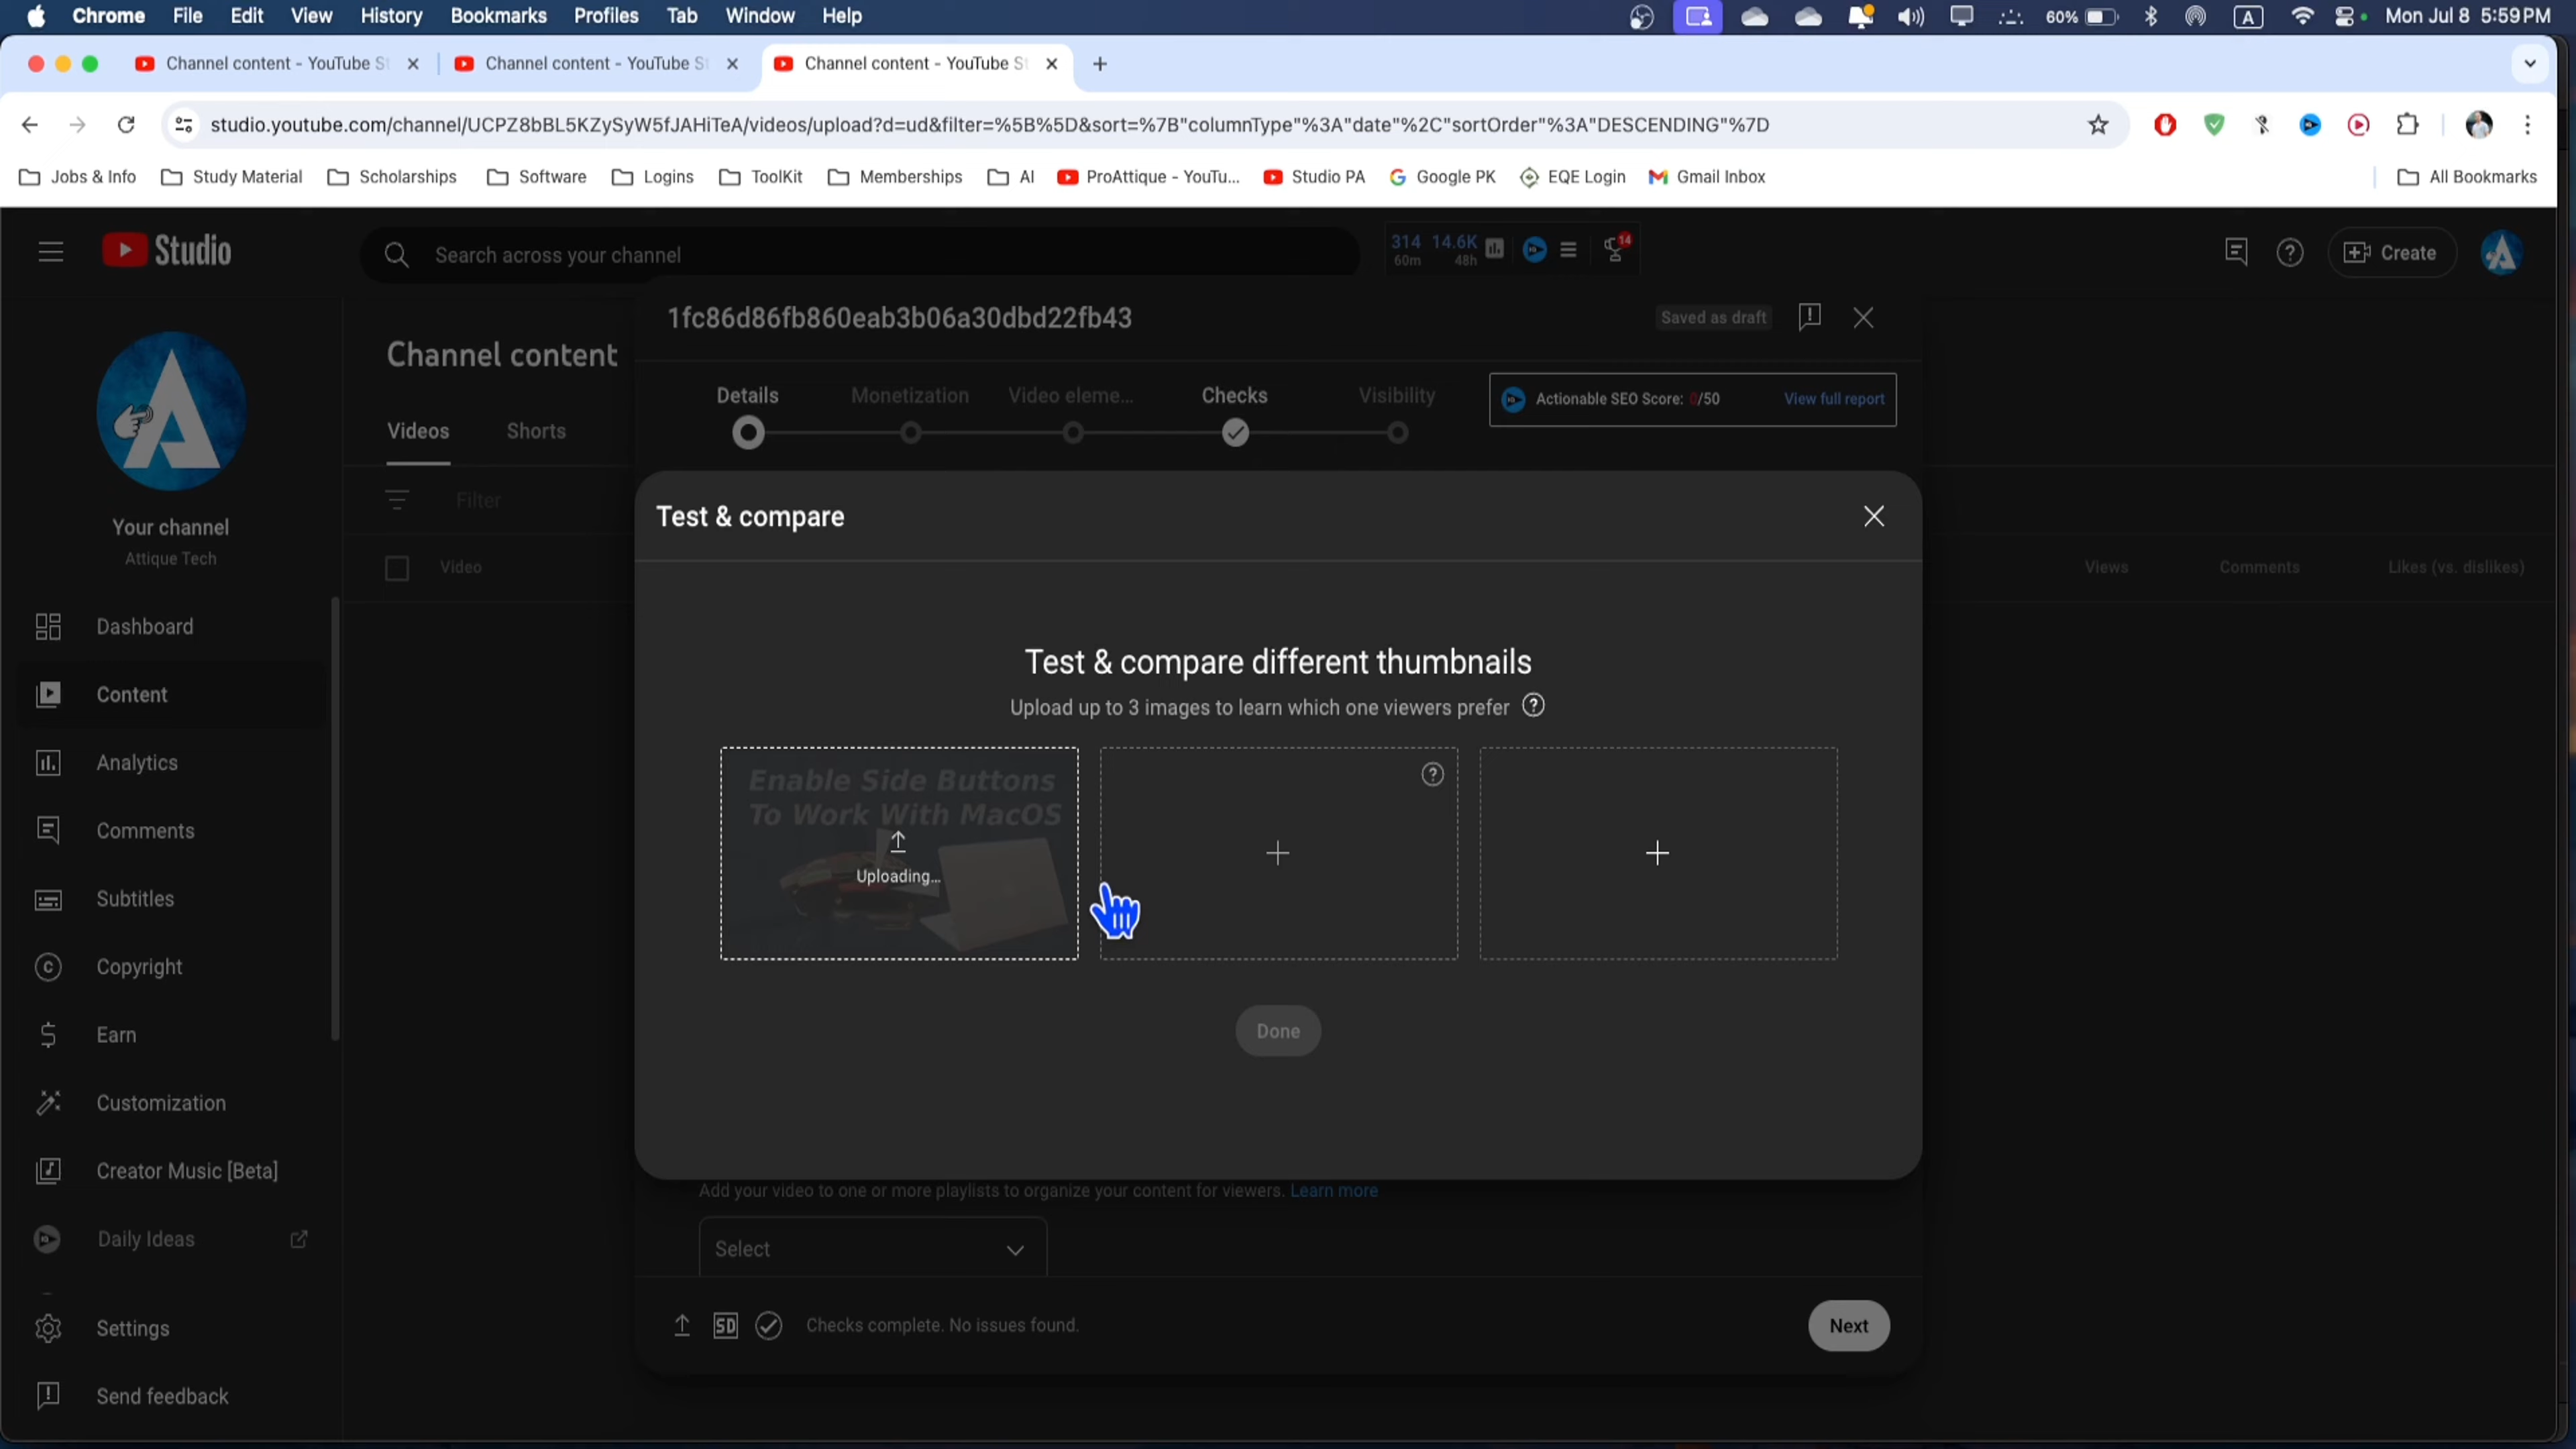 Chrome File Edit View History Bookmarks Profiles Tab Window Help
A 60% Mon Jul 8 5:59 PM
Channel content - YouTube St
Channel content - YouTube St
Channel content - YouTube St
studio.youtube.com/channel/UCPZ8bBL5KZySyW5fJAHiTeA/videos/upload?d=ud&filter=%5B%5D&sort=%7B"columnType"%3A"date"%2C"sortOrder"%3A"DESCENDING"%7D
Jobs & Info Study Material Scholarships Software Logins ToolKit Memberships AI ProAttique - YouTu... Studio PA Google PK EQE Login Gmail Inbox All Bookmarks
Studio
Search across your channel
314 14.6K
60m 48h
14
Create
1fc86d86fb860eab3b06a30dbd22fb43
Saved as draft
Channel content
Details Monetization Video eleme... Checks Visibility
Actionable SEO Score: 0/50 View full report
Videos Shorts
Filter
Video
Views Comments Likes (vs. dislikes)
Your channel
Attique Tech
Dashboard
Content
Analytics
Comments
Subtitles
Copyright
Earn
Customization
Creator Music [Beta]
Daily Ideas
Settings
Send feedback
Test & compare
Test & compare different thumbnails
Upload up to 3 images to learn which one viewers prefer
Enable Side Buttons
To Work With MacOS
Uploading...
Done
Add your video to one or more playlists to organize your content for viewers. Learn more
Select
SD Checks complete. No issues found.
Next